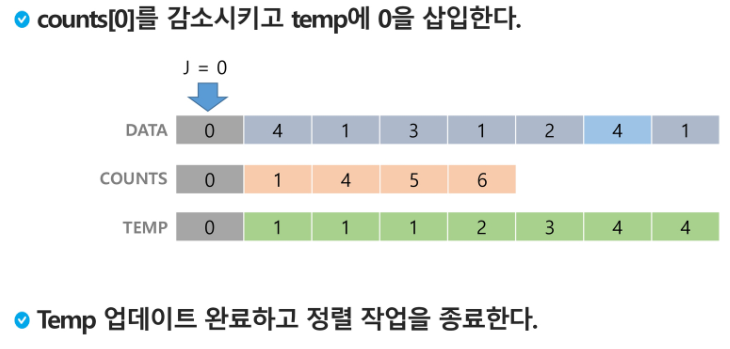 counts[0]를 감소시키고 temp에 0을 삽입한다.
J = 0
DATA 0 4 1 3 1 2 4 1
COUNTS 0 1 4 5 6
TEMP 0 1 1 1 2 3 4 4
Temp 업데이트 완료하고 정렬 작업을 종료한다.